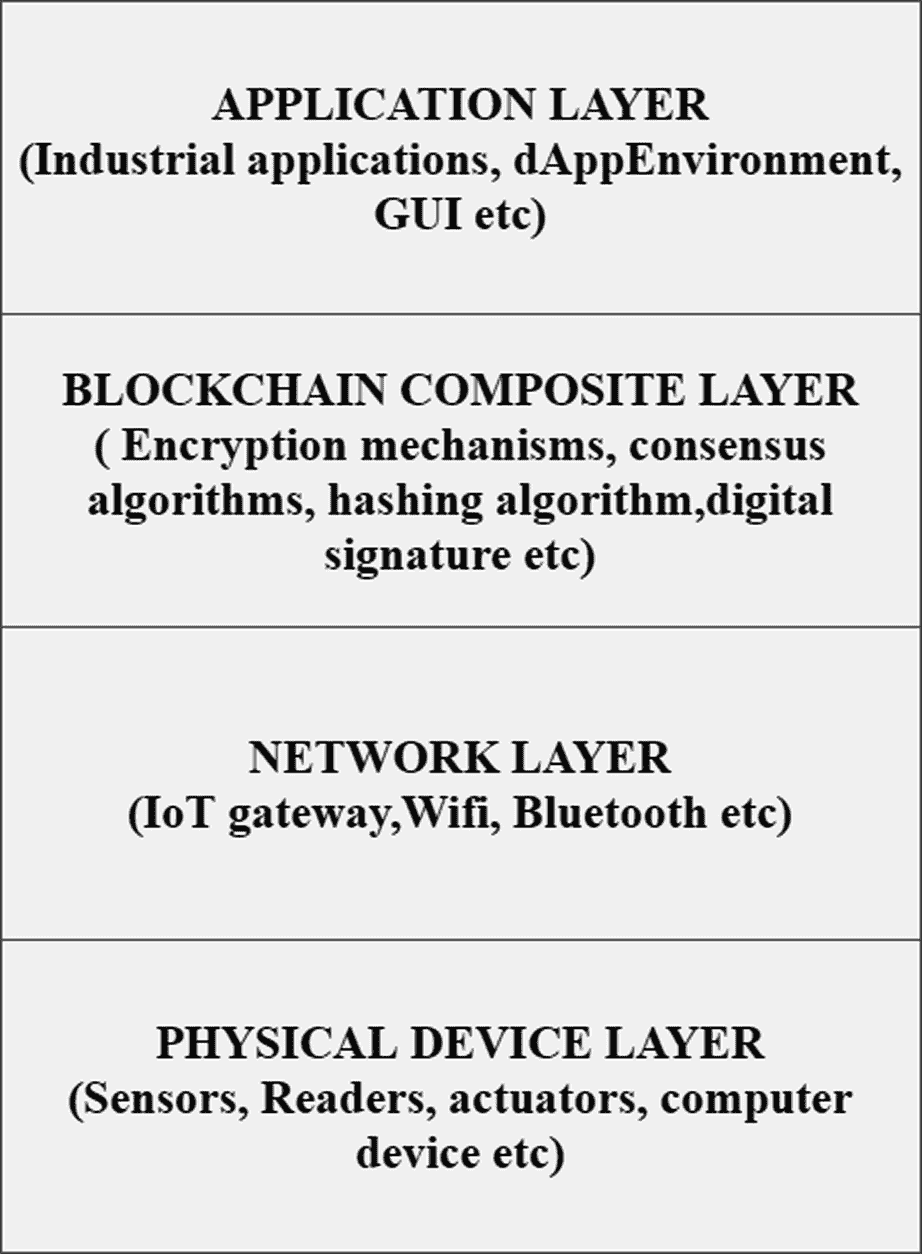 APPLICATION LAYER
(Industrial applications, dAppEnvironment,
GUI etc)
BLOCKCHAIN COMPOSITE LAYER
( Encryption mechanisms, consensus
algorithms, hashing algorithm,digital
signature etc)
NETWORK LAYER
(IoT gateway,Wifi, Bluetooth etc)
PHYSICAL DEVICE LAYER
(Sensors, Readers, actuators, computer
device etc)